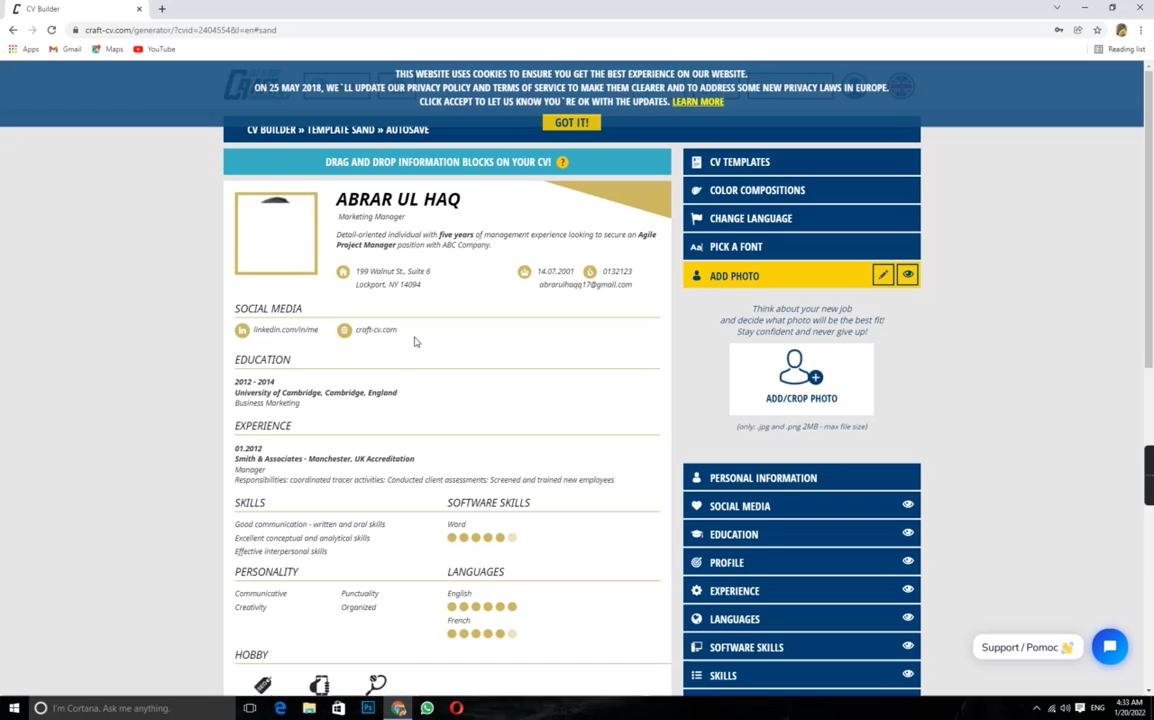 CV Builder
craft-cv.com/generator/?cvid=2404554&J=en#sand
Apps Gmail Maps YouTube Reading list
THIS WEBSITE USES COOKIES TO ENSURE YOU GET THE BEST EXPERIENCE ON OUR WEBSITE.
ON 25 MAY 2018, WE`LL UPDATE OUR PRIVACY POLICY AND TERMS OF SERVICE TO MAKE THEM CLEARER AND TO ADDRESS SOME NEW PRIVACY LAWS IN EUROPE.
CLICK ACCEPT TO LET US KNOW YOU`RE OK WITH THE UPDATES. LEARN MORE
GOT IT!
CV BUILDER » TEMPLATE SAND » AUTOSAVE
DRAG AND DROP INFORMATION BLOCKS ON YOUR CV! ?
ABRAR UL HAQ
Marketing Manager
Detail-oriented individual with five years of management experience looking to secure an Agile
Project Manager position with ABC Company.
199 Walnut St., Suite 6
Lockport, NY 14094
14.07.2001 0132123
abrarulhaqq17@gmail.com
SOCIAL MEDIA
linkedin.com/in/me craft-cv.com
EDUCATION
2012 - 2014
University of Cambridge, Cambridge, England
Business Marketing
EXPERIENCE
01.2012
Smith & Associates - Manchester, UK Accreditation
Manager
Responsibilities: coordinated tracer activities: Conducted client assessments: Screened and trained new employees
SKILLS
Good communication - written and oral skills
Excellent conceptual and analytical skills
Effective interpersonal skills
SOFTWARE SKILLS
Word
PERSONALITY
Communicative Punctuality
Creativity Organized
LANGUAGES
English
French
HOBBY
CV TEMPLATES
COLOR COMPOSITIONS
CHANGE LANGUAGE
Aa| PICK A FONT
ADD PHOTO
Think about your new job
and decide what photo will be the best fit!
Stay confident and never give up!
ADD/CROP PHOTO
(only: .jpg and .png 2MB - max file size)
PERSONAL INFORMATION
SOCIAL MEDIA
EDUCATION
PROFILE
EXPERIENCE
LANGUAGES
SOFTWARE SKILLS
SKILLS
Support / Pomoc
I'm Cortana. Ask me anything.
ENG
4:33 AM
1/20/2022